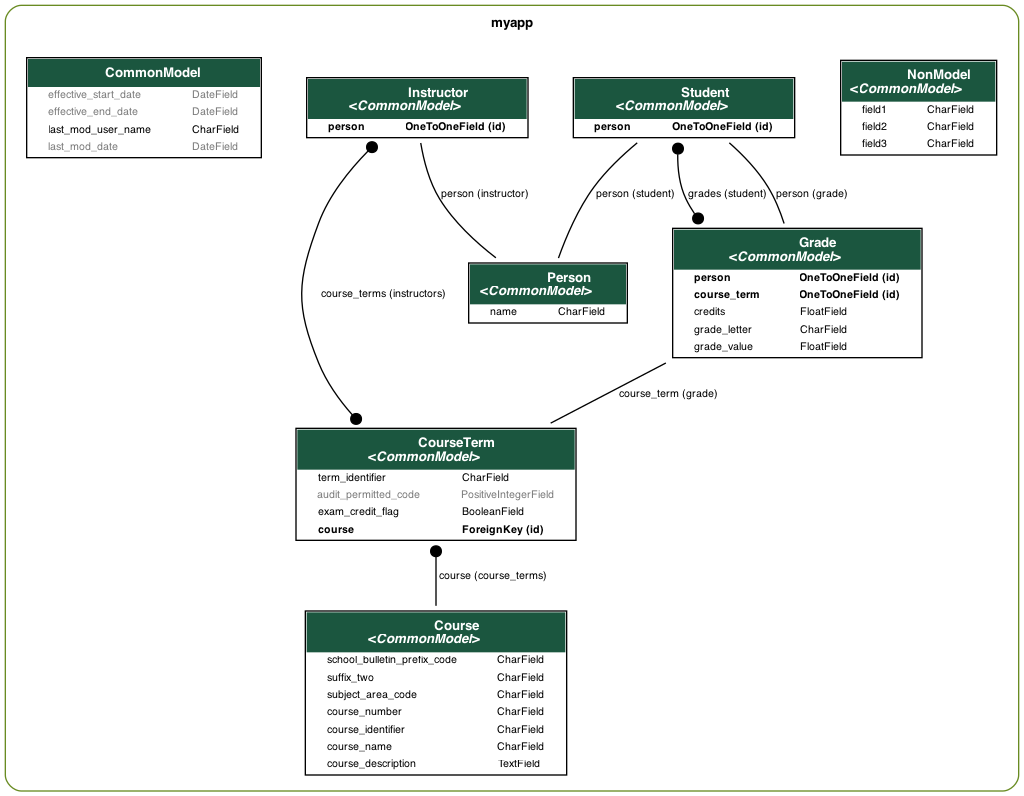 myapp
CommonModel
effective_start_date DateField
effective_end_date DateField
last_mod_user_name CharField
last_mod_date DateField
Instructor
<CommonModel>
person OneToOneField (id)
Student
<CommonModel>
person OneToOneField (id)
NonModel
<CommonModel>
field1 CharField
field2 CharField
field3 CharField
person (instructor)
person (student)
grades (student)
person (grade)
Grade
<CommonModel>
person OneToOneField (id)
course_term OneToOneField (id)
credits FloatField
grade_letter CharField
grade_value FloatField
Person
<CommonModel>
name CharField
course_terms (instructors)
course_term (grade)
CourseTerm
<CommonModel>
term_identifier CharField
audit_permitted_code PositiveIntegerField
exam_credit_flag BooleanField
course ForeignKey (id)
course (course_terms)
Course
<CommonModel>
school_bulletin_prefix_code CharField
suffix_two CharField
subject_area_code CharField
course_number CharField
course_identifier CharField
course_name CharField
course_description TextField